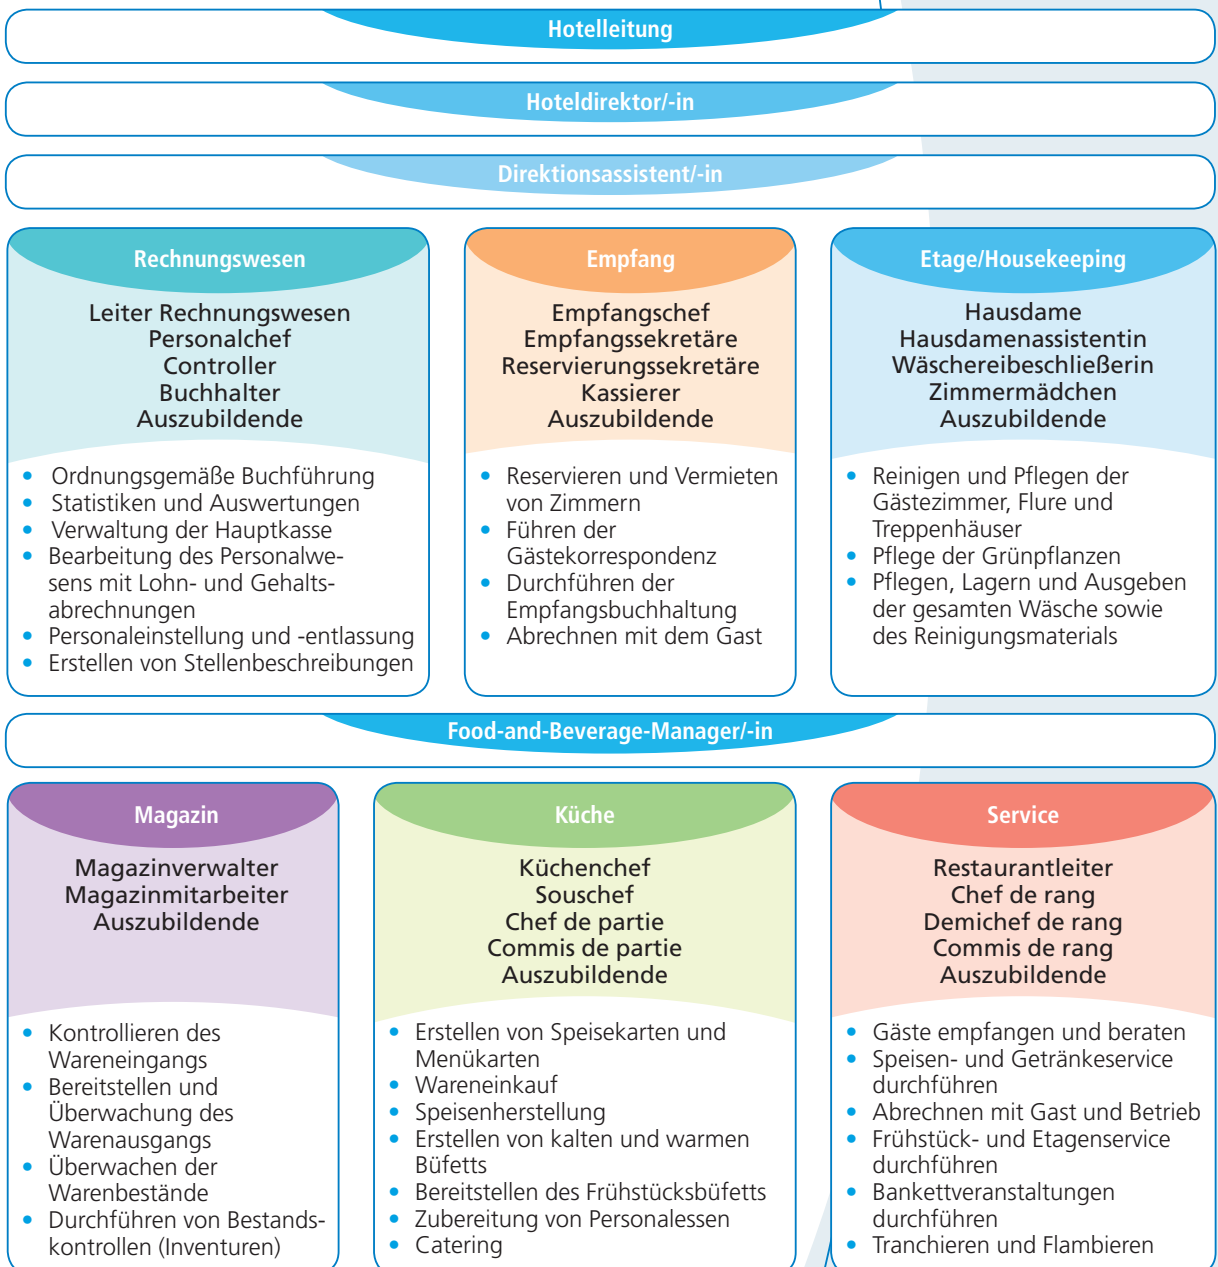 Hotelleitung
Hoteldirektor/-in
Direktionsassistent/-in
Rechnungswesen
Leiter Rechnungswesen
Personalchef
Controller
Buchhalter
Auszubildende
• Ordnungsgemäße Buchführung
• Statistiken und Auswertungen
• Verwaltung der Hauptkasse
• Bearbeitung des Personalwe-
sens mit Lohn- und Gehalts-
abrechnungen
• Personaleinstellung und -entlassung
• Erstellen von Stellenbeschreibungen
Empfang
Empfangschef
Empfangssekretäre
Reservierungssekretäre
Kassierer
Auszubildende
• Reservieren und Vermieten
von Zimmern
• Führen der
Gästekorrespondenz
• Durchführen der
Empfangsbuchhaltung
• Abrechnen mit dem Gast
Etage/Housekeeping
Hausdame
Hausdamenassistentin
Wäschereibeschließerin
Zimmermädchen
Auszubildende
• Reinigen und Pflegen der
Gästezimmer, Flure und
Treppenhäuser
• Pflege der Grünpflanzen
• Pflegen, Lagern und Ausgeben
der gesamten Wäsche sowie
des Reinigungsmaterials
Food-and-Beverage-Manager/-in
Magazin
Magazinverwalter
Magazinmitarbeiter
Auszubildende
• Kontrollieren des
Wareneingangs
• Bereitstellen und
Überwachung des
Warenausgangs
• Überwachen der
Warenbestände
• Durchführen von Bestands-
kontrollen (Inventuren)
Küche
Küchenchef
Souschef
Chef de partie
Commis de partie
Auszubildende
• Erstellen von Speisekarten und
Menükarten
• Wareneinkauf
• Speisenherstellung
• Erstellen von kalten und warmen
Büfetts
• Bereitstellen des Frühstücksbüfetts
• Zubereitung von Personalessen
• Catering
Service
Restaurantleiter
Chef de rang
Demichef de rang
Commis de rang
Auszubildende
• Gäste empfangen und beraten
• Speisen- und Getränkeservice
durchführen
• Abrechnen mit Gast und Betrieb
• Frühstück- und Etagenservice
durchführen
• Bankettveranstaltungen
durchführen
• Tranchieren und Flambieren